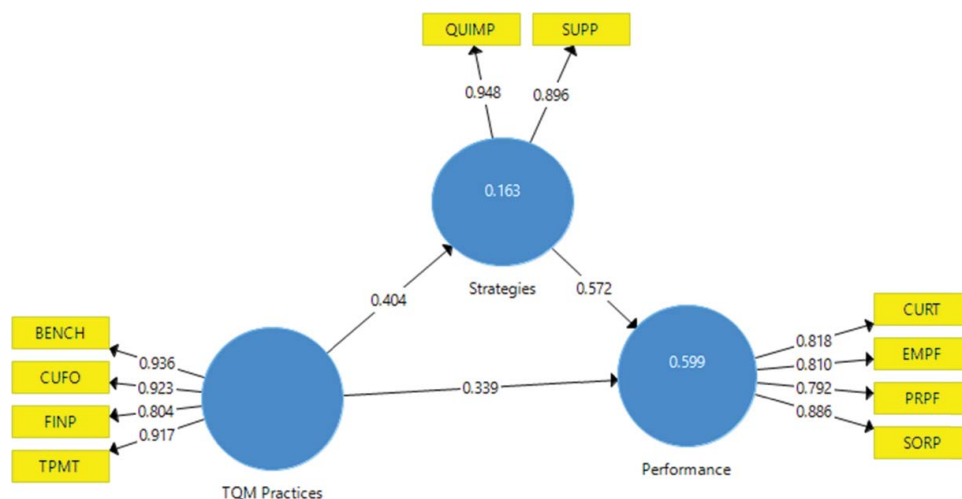 QUIMP
SUPP
0.948
0.896
0.163
Strategies
0.404
0.572
BENCH
CUFO
FINP
TPMT
0.936
0.923
0.804
0.917
TQM Practices
0.339
0.599
Performance
0.818
0.810
0.792
0.886
CURT
EMPF
PRPF
SORP